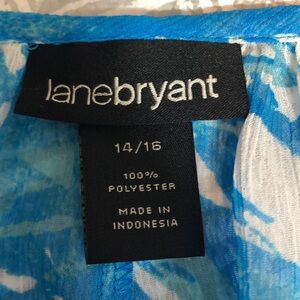 lanebryant
14/16
100%
POLYESTER
MADE IN
INDONESIA